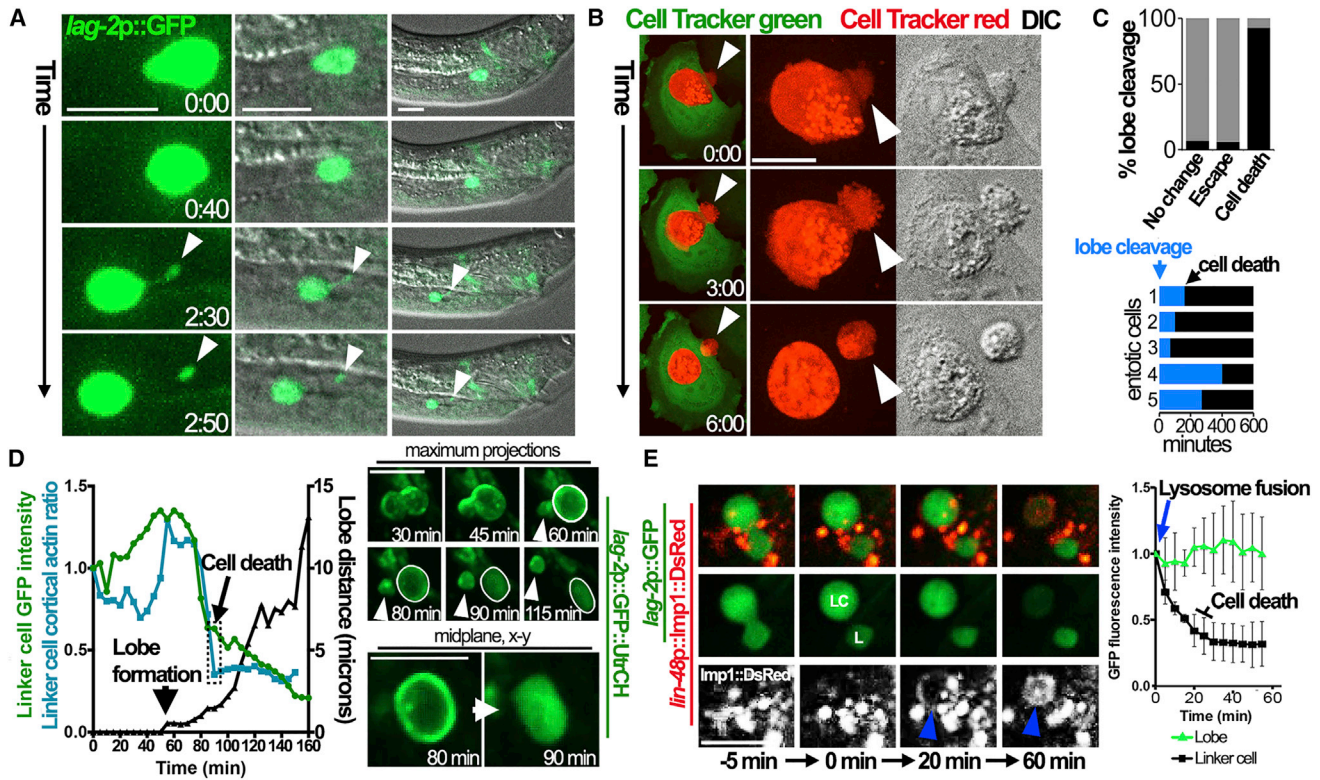 A
lag-2p::GFP
Time
0:00
0:40
2:30
2:50
B
Cell Tracker green Cell Tracker red DIC
Time
0:00
3:00
6:00
C
% lobe cleavage
100
50
0
No change
Escape
Cell death
lobe cleavage
cell death
entotic cells
1
2
3
4
5
0 200 400 600
minutes
D
Linker cell GFP intensity
Linker cell cortical actin ratio
1.5
1.0
0.5
0.0
Cell death
Lobe formation
15
10
5
4
2
0
Lobe distance (microns)
0 20 40 60 80 100 120 140 160
Time (min)
maximum projections
30 min
45 min
60 min
80 min
90 min
115 min
midplane, x-y
80 min
90 min
lag-2p::GFP::UtrCH
E
lag-2p::GFP
lin-48p::lmp1::DsRed
LC
L
lmp1::DsRed
-5 min
0 min
20 min
60 min
GFP fluorescence intensity
1.5
1.0
0.5
0.0
Lysosome fusion
Cell death
0 20 40 60
Time (min)
Lobe
Linker cell